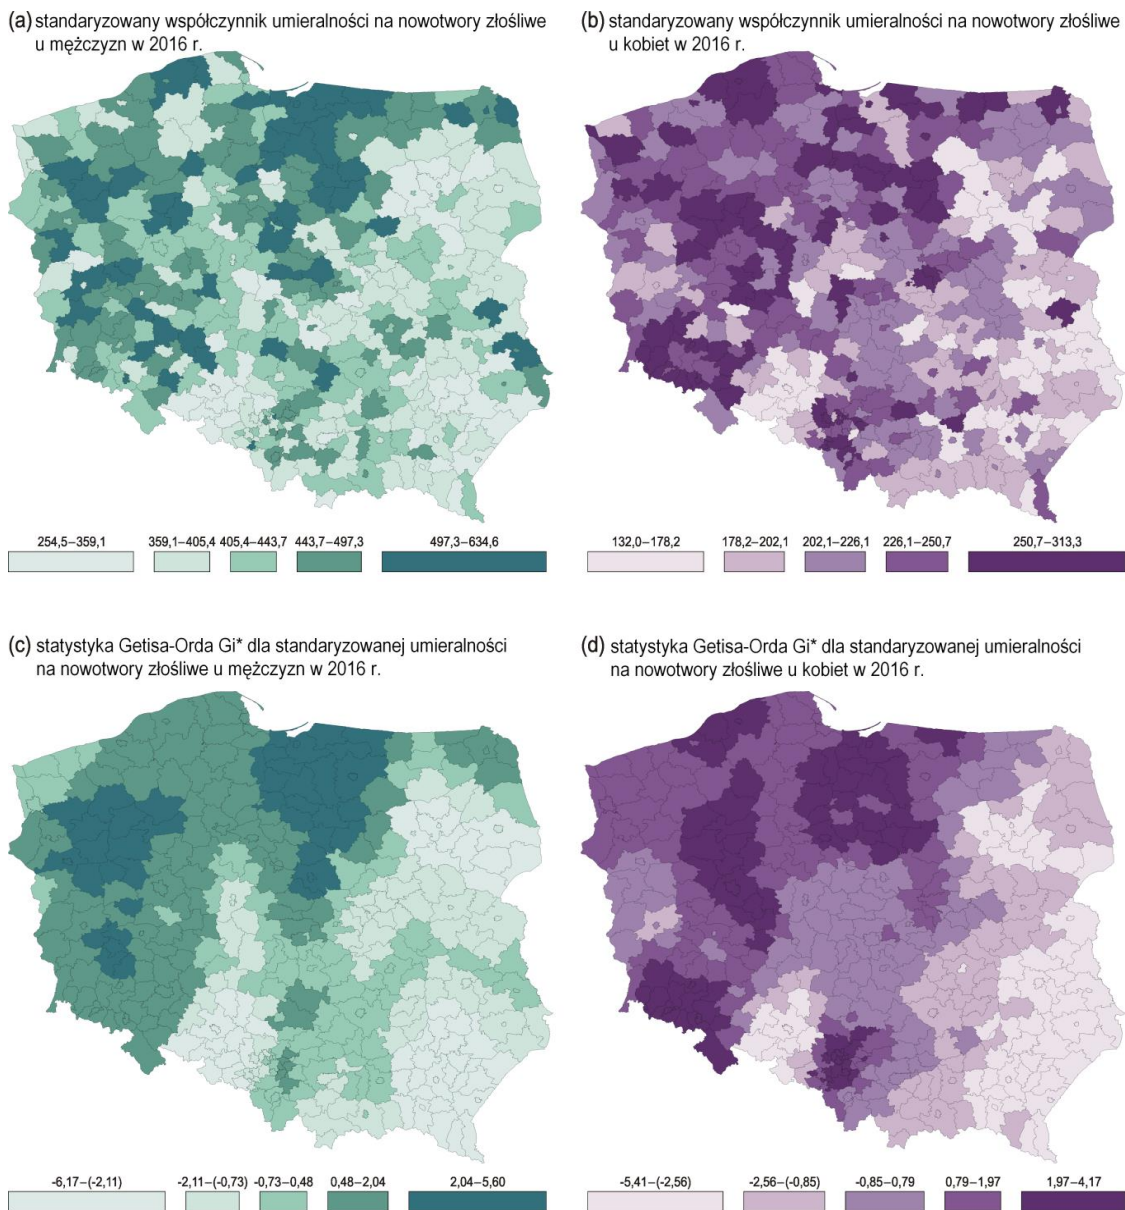 (a) standaryzowany współczynnik umieralności na nowotwory złośliwe
u mężczyzn w 2016 r.
(b) standaryzowany współczynnik umieralności na nowotwory złośliwe
u kobiet w 2016 r.
254,5–359,1 359,1–405,4 405,4–443,7 443,7–497,3 497,3–634,6
132,0–178,2 178,2–202,1 202,1–226,1 226,1–250,7 250,7–313,3
(c) statystyka Getisa-Orda Gi* dla standaryzowanej umieralności
na nowotwory złośliwe u mężczyzn w 2016 r.
(d) statystyka Getisa-Orda Gi* dla standaryzowanej umieralności
na nowotwory złośliwe u kobiet w 2016 r.
-6,17–(-2,11) -2,11–(-0,73) -0,73–0,48 0,48–2,04 2,04–5,60
-5,41–(-2,56) -2,56–(-0,85) -0,85–0,79 0,79–1,97 1,97–4,17